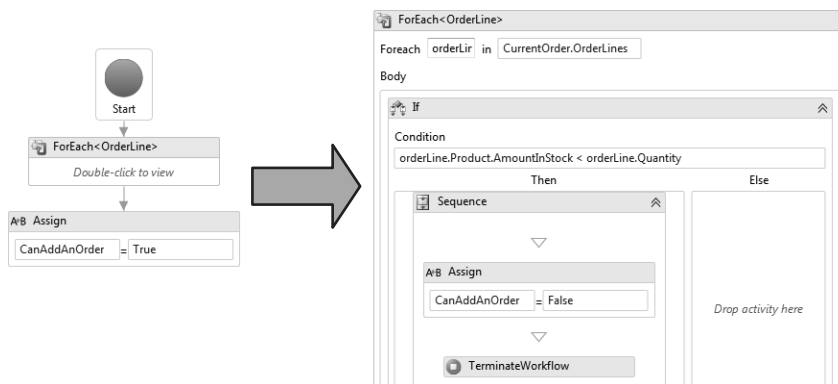 Start
ForEach<OrderLine>
Double-click to view
A+B Assign
CanAddAnOrder = True
ForEach<OrderLine>
Foreach orderLir in CurrentOrder.OrderLines
Body
If
Condition
orderLine.Product.AmountInStock < orderLine.Quantity
Then Else
Sequence
A+B Assign
CanAddAnOrder = False
Drop activity here
TerminateWorkflow